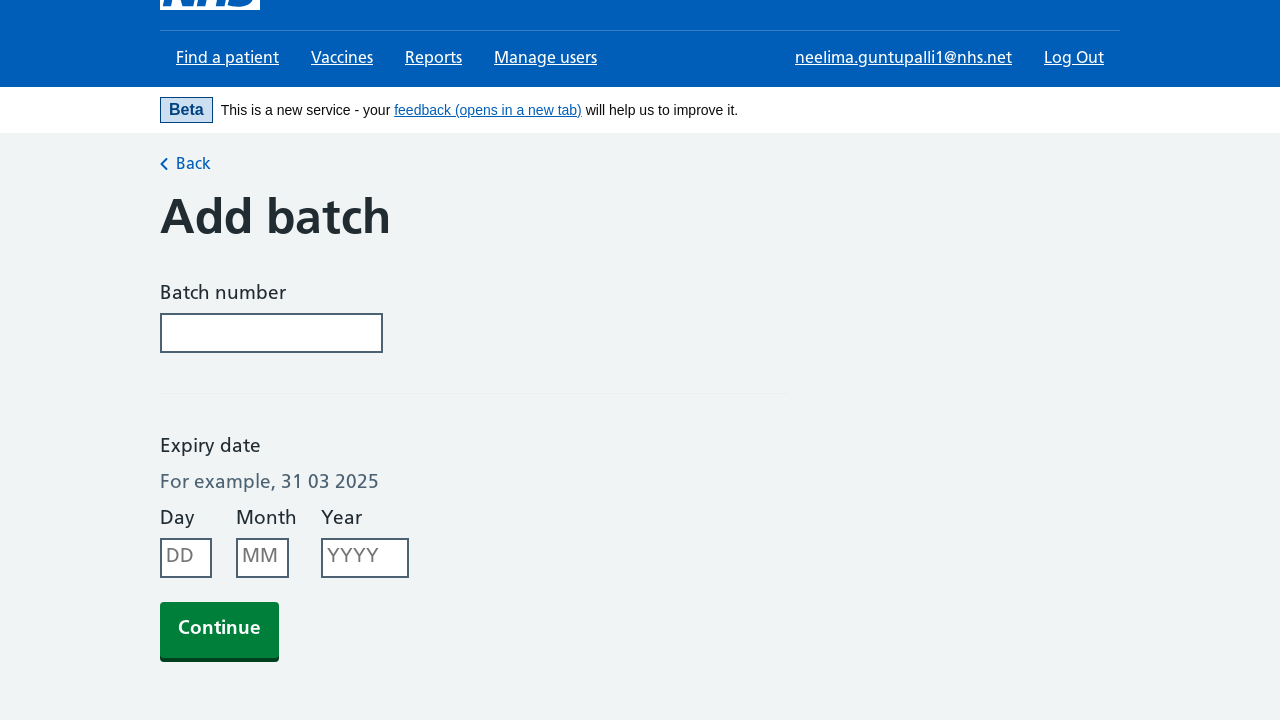 NHS
Find a patient Vaccines Reports Manage users neelima.guntupalli1@nhs.net Log Out
Beta This is a new service - your feedback (opens in a new tab) will help us to improve it.
Back
Add batch
Batch number
Expiry date
For example, 31 03 2025
Day Month Year
DD MM YYYY
Continue